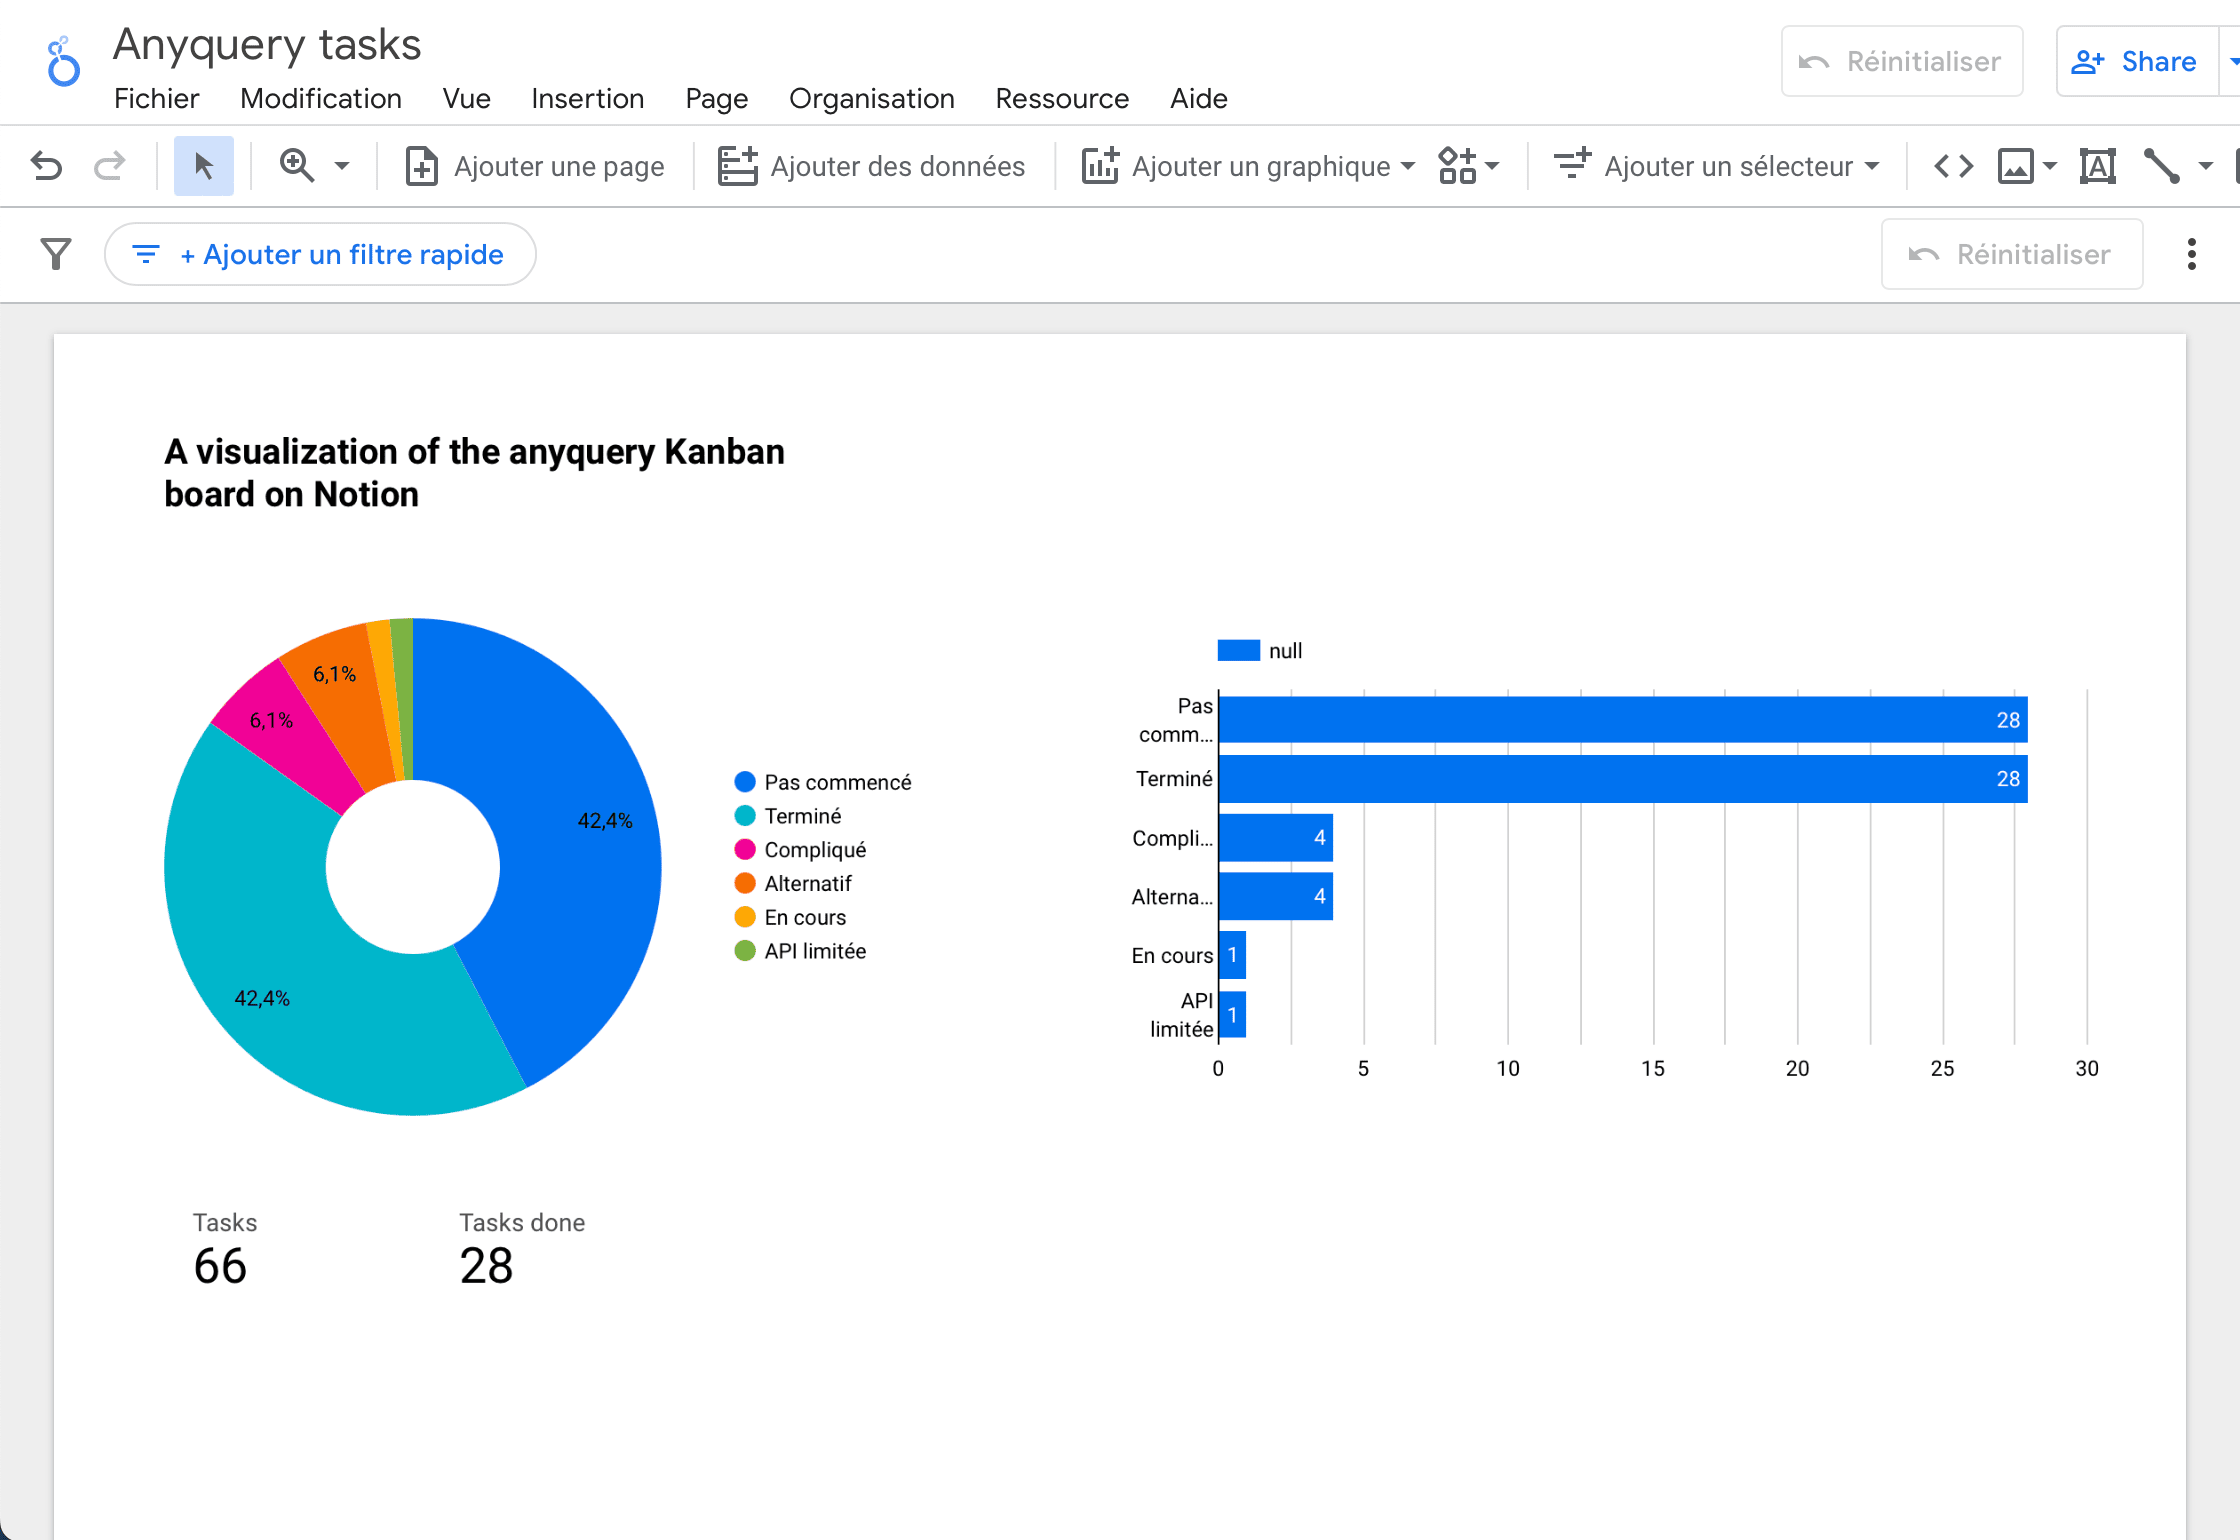 Anyquery tasks
Fichier Modification Vue Insertion Page Organisation Ressource Aide
Réinitialiser
Share
Ajouter une page
Ajouter des données
Ajouter un graphique
Ajouter un sélecteur
+ Ajouter un filtre rapide
Réinitialiser
A visualization of the anyquery Kanban
board on Notion
6,1%
6,1%
42,4%
42,4%
Pas commencé
Terminé
Compliqué
Alternatif
En cours
API limitée
null
Pas
comm...
28
Terminé
28
Compli...
4
Alterna...
4
En cours
1
API
limitée
1
0 5 10 15 20 25 30
Tasks
66
Tasks done
28